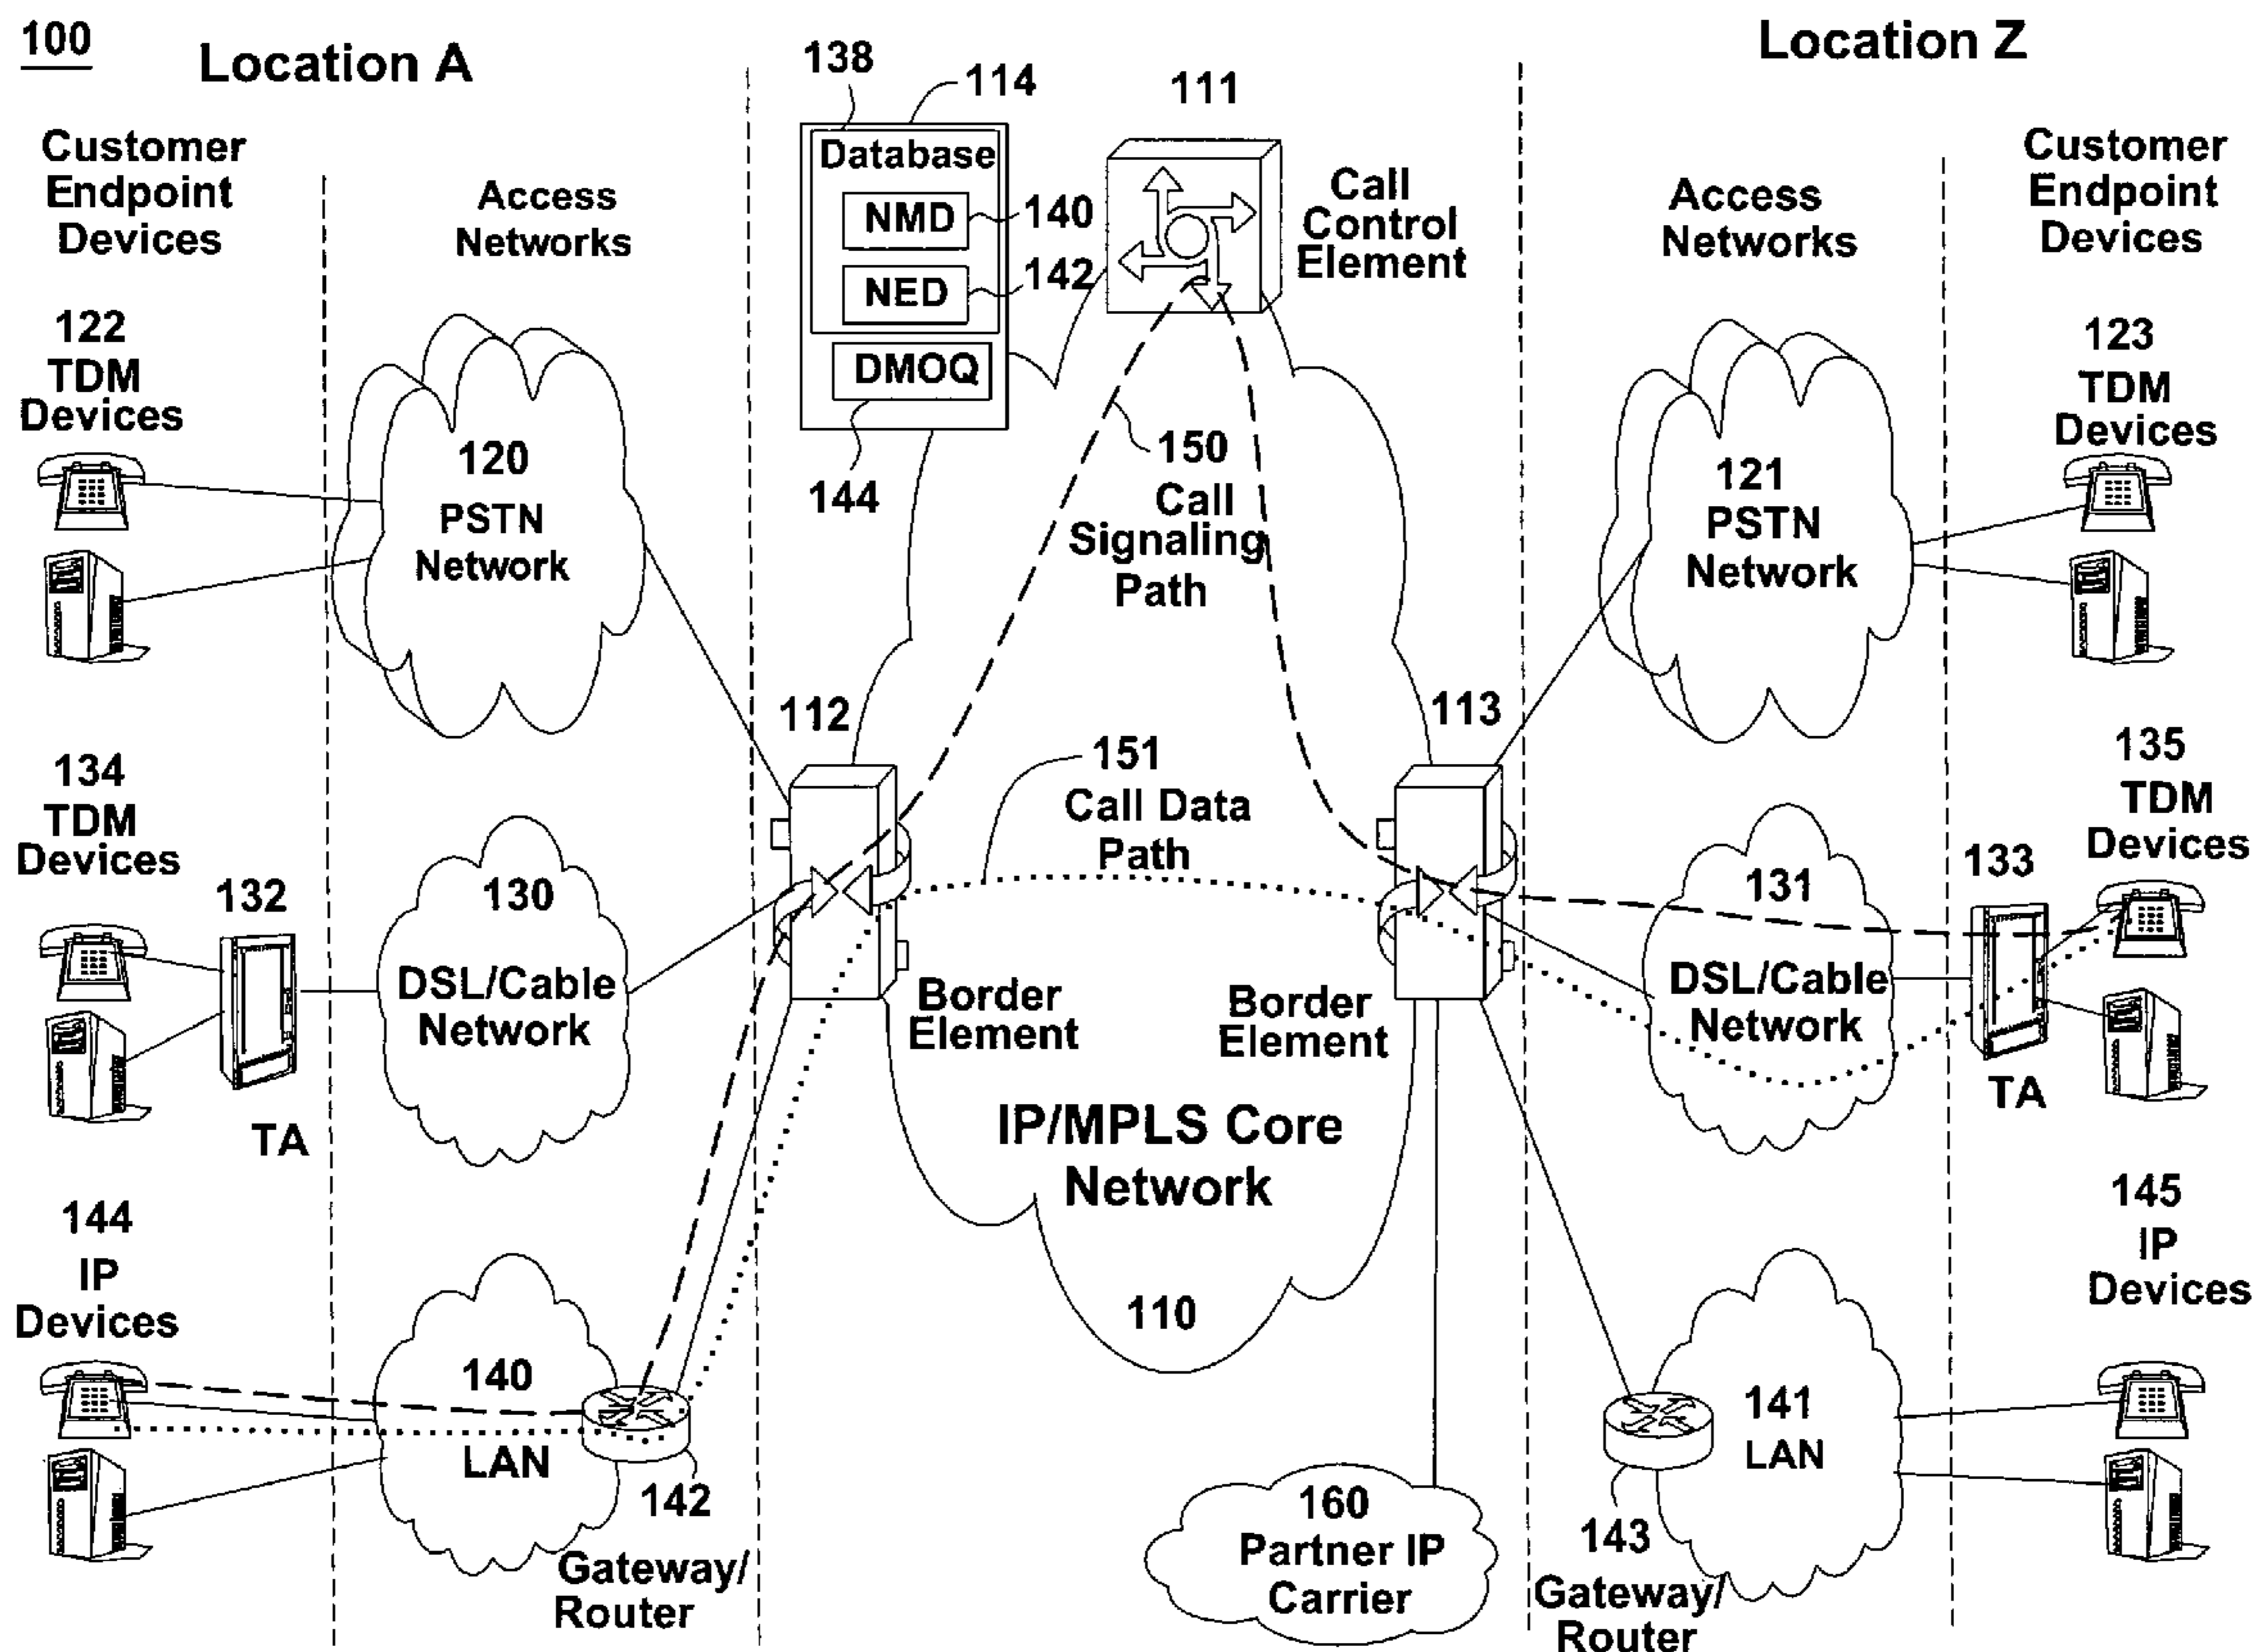 100
Location A
Location Z
Customer
Endpoint
Devices
Access
Networks
138
114
111
Database
NMD
140
NED
142
DMOQ
144
Call
Control
Element
Access
Networks
Customer
Endpoint
Devices
122
TDM
Devices
120
PSTN
Network
150
Call
Signaling
Path
121
PSTN
Network
123
TDM
Devices
134
TDM
Devices
132
TA
130
DSL/Cable
Network
112
Border
Element
151
Call Data
Path
113
Border
Element
131
DSL/Cable
Network
133
TA
135
TDM
Devices
IP/MPLS Core
Network
110
144
IP
Devices
140
LAN
142
Gateway/
Router
160
Partner IP
Carrier
143
Gateway/
Router
141
LAN
145
IP
Devices